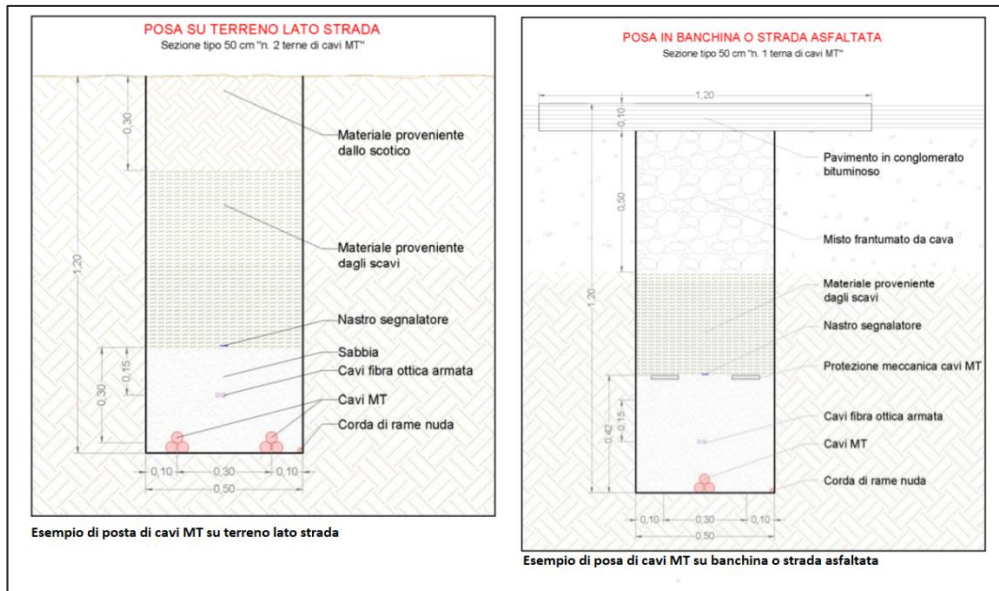 POSA SU TERRENO LATO STRADA
Sezione tipo 50 cm "n. 2 terne di cavi MT"
0,30
1,20
Materiale proveniente
dallo scotico
Materiale proveniente
dagli scavi
Nastro segnalatore
Sabbia
0,15
0,30
Cavi fibra ottica armata
Cavi MT
Corda di rame nuda
0,10
0,30
0,10
0,50
Esempio di posta di cavi MT su terreno lato strada
POSA IN BANCHINA O STRADA ASFALTATA
Sezione tipo 50 cm "n. 1 terna di cavi MT"
1,20
0,10
Pavimento in conglomerato
bituminoso
0,50
Misto frantumato da cava
1,20
Materiale proveniente
dagli scavi
Nastro segnalatore
Protezione meccanica cavi MT
0,15
0,42
Cavi fibra ottica armata
Cavi MT
Corda di rame nuda
0,10
0,30
0,10
0,50
Esempio di posa di cavi MT su banchina o strada asfaltata